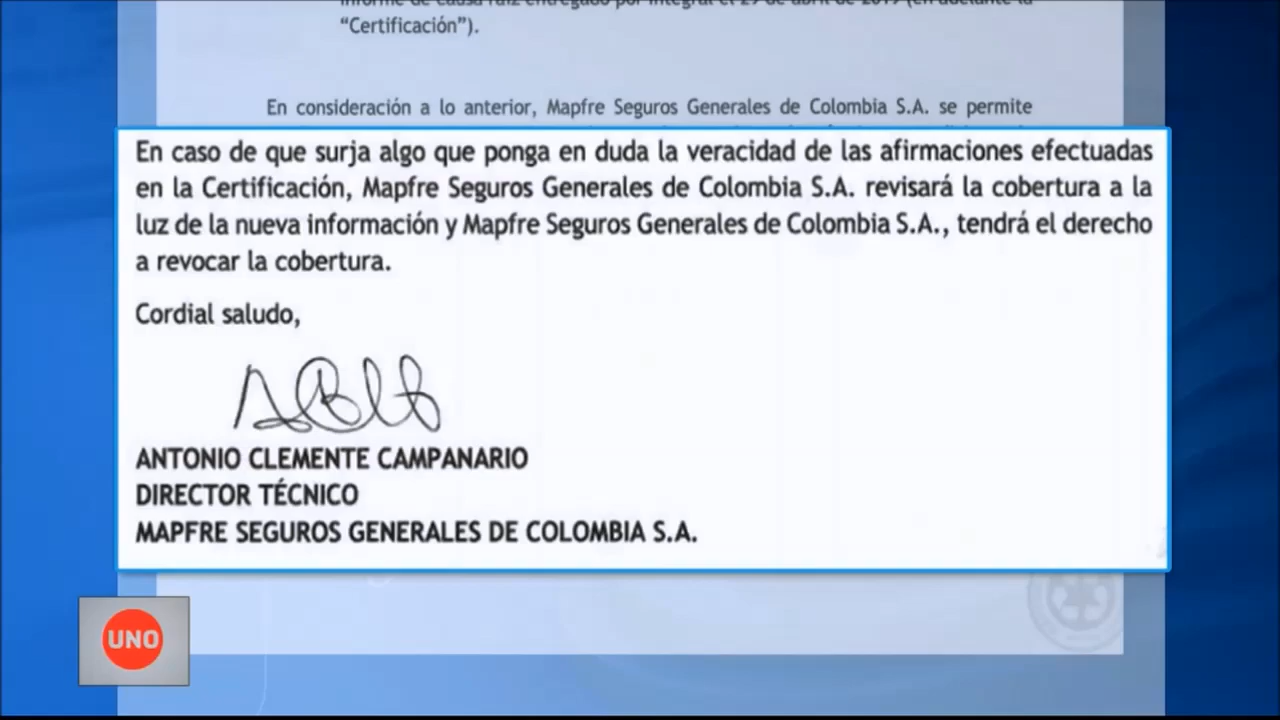 “Certificación”).
En consideración a lo anterior, Mapfre Seguros Generales de Colombia S.A. se permite
En caso de que surja algo que ponga en duda la veracidad de las afirmaciones efectuadas
en la Certificación, Mapfre Seguros Generales de Colombia S.A. revisará la cobertura a la
luz de la nueva información y Mapfre Seguros Generales de Colombia S.A., tendrá el derecho
a revocar la cobertura.
Cordial saludo,
ANTONIO CLEMENTE CAMPANARIO
DIRECTOR TÉCNICO
MAPFRE SEGUROS GENERALES DE COLOMBIA S.A.
UNO